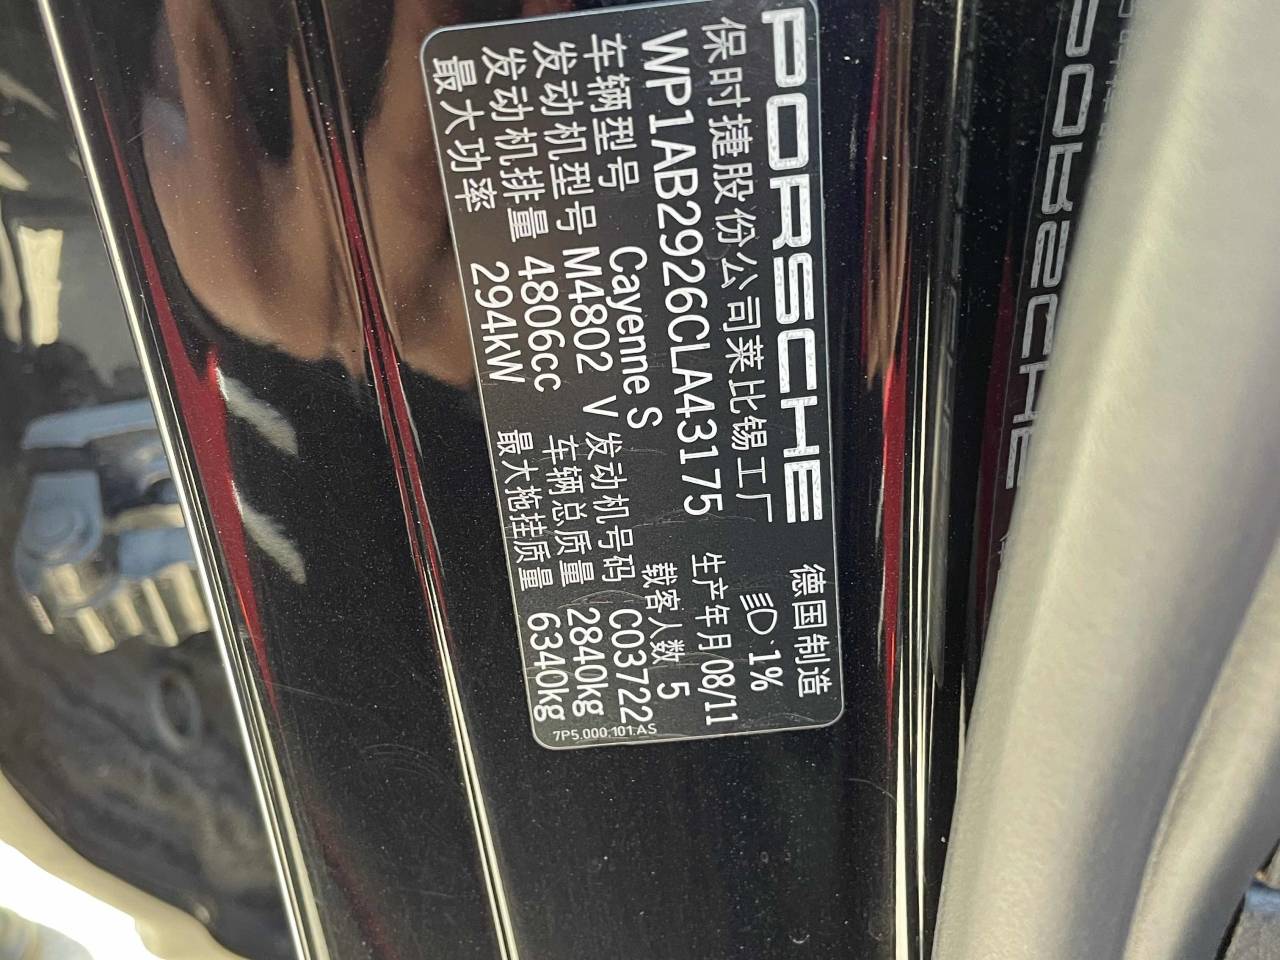 PORSCHE 德国制造
保时捷股份公司莱比锡工厂 1%
WP1AB2926CLA43175 生产年月 08/11
车辆型号 Cayenne S 载客人数 5
发动机型号 M4802 V 发动机号码 C03722
发动机排量 4806cc 车辆总质量 2840kg
最大功率 294kW 最大拖挂质量 6340kg
7P5.000.101.AS